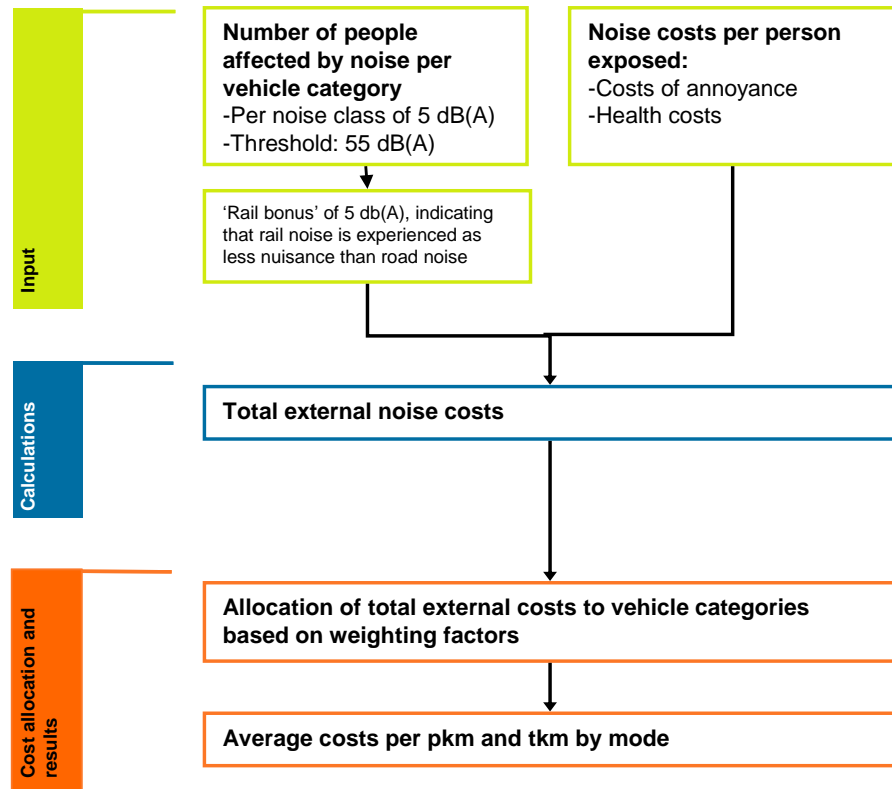 Input
Number of people
affected by noise per
vehicle category
-Per noise class of 5 dB(A)
-Threshold: 55 dB(A)
Noise costs per person
exposed:
-Costs of annoyance
-Health costs
‘Rail bonus’ of 5 db(A), indicating
that rail noise is experienced as
less nuisance than road noise
Calculations
Total external noise costs
Cost allocation and
results
Allocation of total external costs to vehicle categories
based on weighting factors
Average costs per pkm and tkm by mode